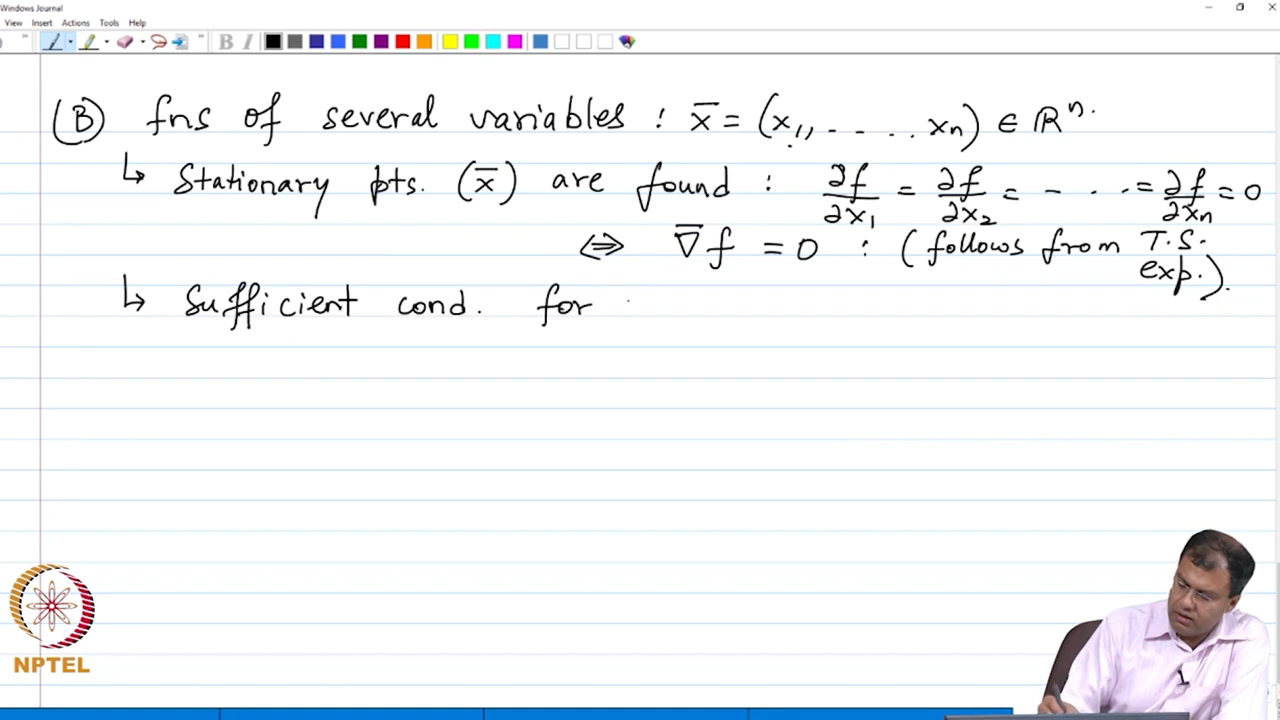 Windows Journal
View Insert Actions Tools Help
(B) fns of several variables : x̄ = (x₁, - - . . . xₙ) ∈ ℝⁿ.
↳ Stationary pts. (x̄) are found : ∂f/∂x₁ = ∂f/∂x₂ = - . . . = ∂f/∂xₙ = 0
⇔ ∇̄f = 0 : (follows from T.S. exp.).
↳ Sufficient cond. for
NPTEL